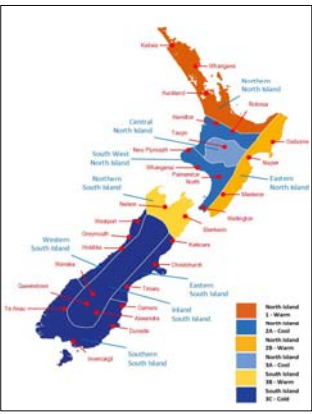 Kaitaia
Whangarei
Auckland
Northern
North Island
Hamilton
Rotorua
Central
North Island
Taupo
Gisborne
South West
North Island
New Plymouth
Napier
Whanganui
Palmerston
North
Eastern
North Island
Northern
South Island
Masterton
Nelson
Wellington
Westport
Blenheim
Greymouth
Western
South Island
Hokitika
Kaikoura
Wanaka
Christchurch
Queenstown
Eastern
South Island
Timaru
Te Anau
Inland
South Island
Oamaru
Alexandra
Dunedin
Southern
South Island
Invercargill
North Island
1 - Warm
North Island
2A - Cool
North Island
2B - Warm
North Island
3A - Cool
South Island
3B - Warm
South Island
3C - Cold